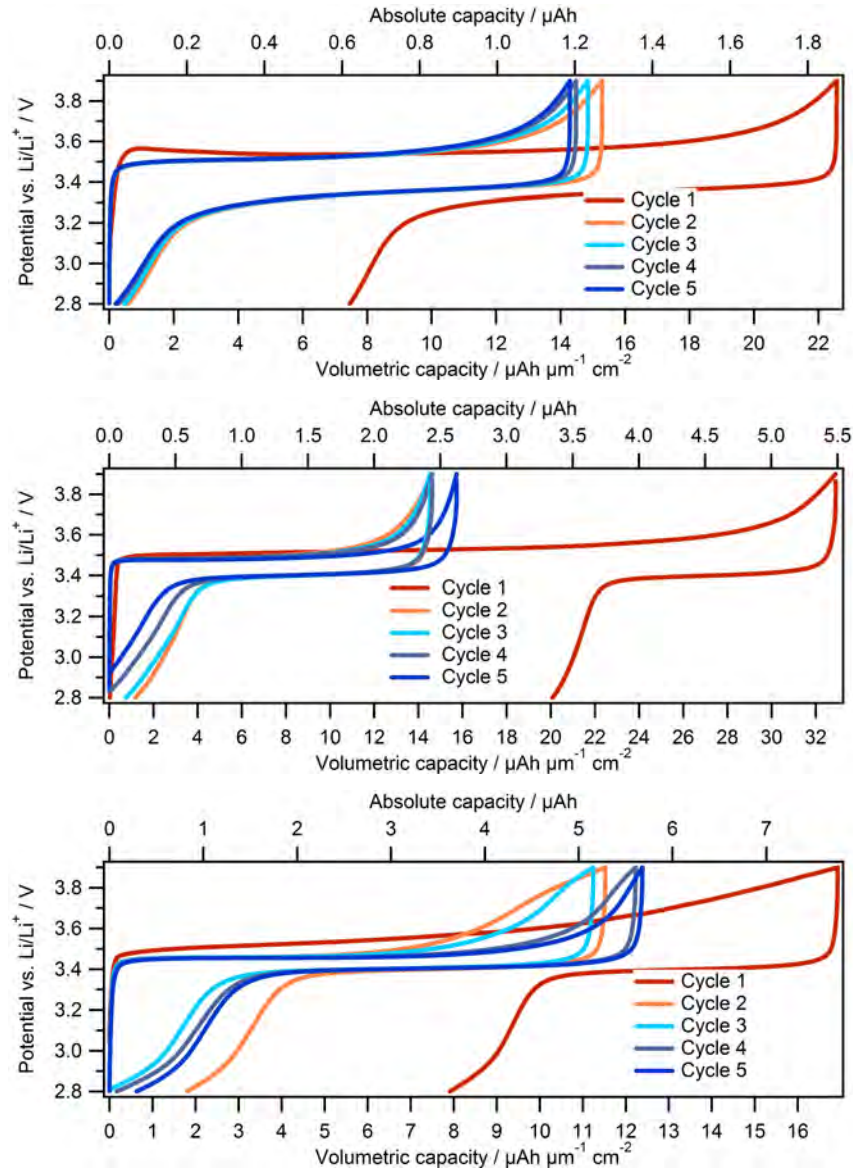 Absolute capacity / µAh
0.0 0.2 0.4 0.6 0.8 1.0 1.2 1.4 1.6 1.8
Potential vs. Li/Li⁺ / V
3.8
3.6
3.4
3.2
3.0
2.8
Cycle 1
Cycle 2
Cycle 3
Cycle 4
Cycle 5
0 2 4 6 8 10 12 14 16 18 20 22
Volumetric capacity / µAh µm⁻¹ cm⁻²
Absolute capacity / µAh
0.0 0.5 1.0 1.5 2.0 2.5 3.0 3.5 4.0 4.5 5.0 5.5
Potential vs. Li/Li⁺ / V
3.8
3.6
3.4
3.2
3.0
2.8
Cycle 1
Cycle 2
Cycle 3
Cycle 4
Cycle 5
0 2 4 6 8 10 12 14 16 18 20 22 24 26 28 30 32
Volumetric capacity / µAh µm⁻¹ cm⁻²
Absolute capacity / µAh
0 1 2 3 4 5 6 7
Potential vs. Li/Li⁺ / V
3.8
3.6
3.4
3.2
3.0
2.8
Cycle 1
Cycle 2
Cycle 3
Cycle 4
Cycle 5
0 1 2 3 4 5 6 7 8 9 10 11 12 13 14 15 16
Volumetric capacity / µAh µm⁻¹ cm⁻²